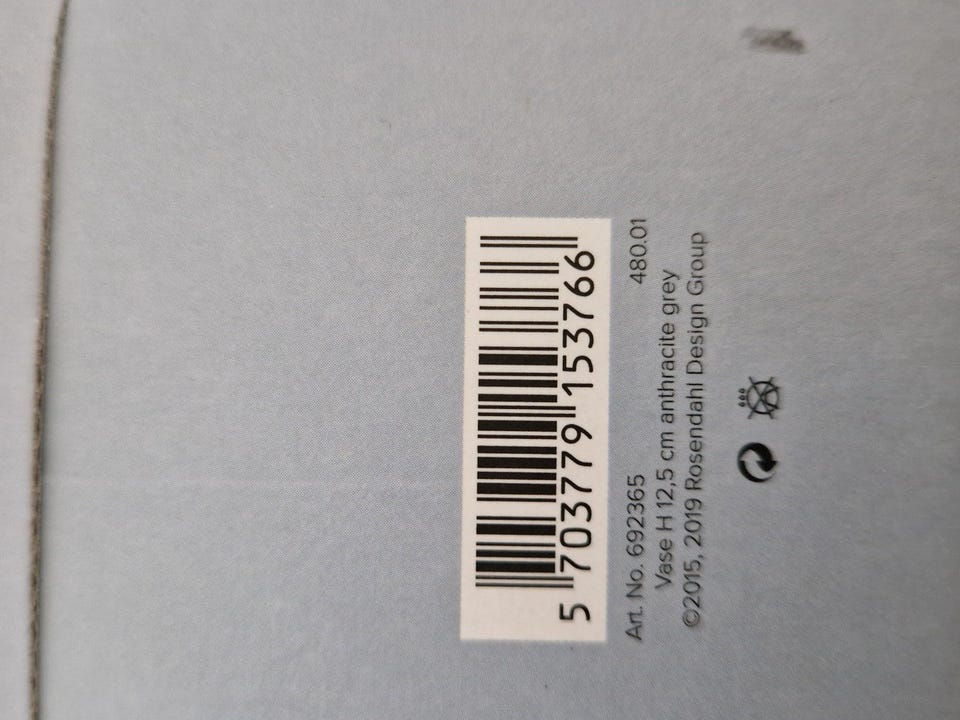 5 703779 153766
Art. No. 692365 480.01
Vase H 12,5 cm anthracite grey
©2015, 2019 Rosendahl Design Group